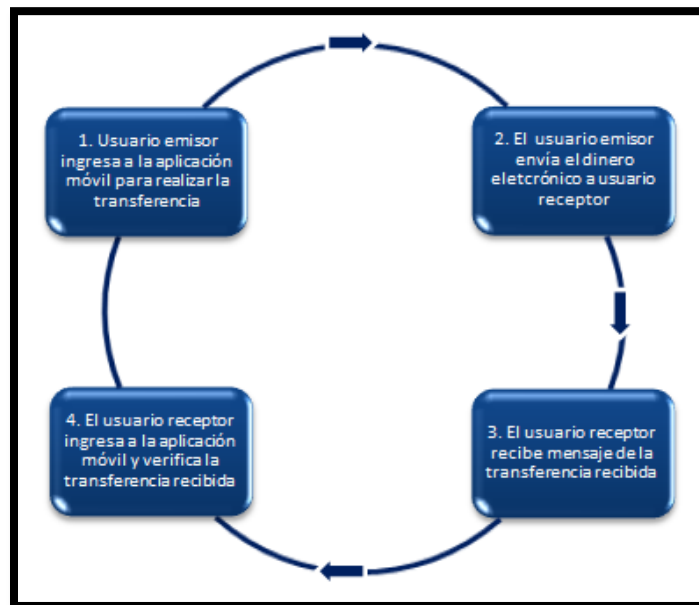 1. Usuario emisor
ingresa a la aplicación
móvil para realizar la
transferencia
2. El usuario emisor
envía el dinero
eletcrónico a usuario
receptor
3. El usuario receptor
recibe mensaje de la
transferencia recibida
4. El usuario receptor
ingresa a la aplicación
móvil y verifica la
transferencia recibida